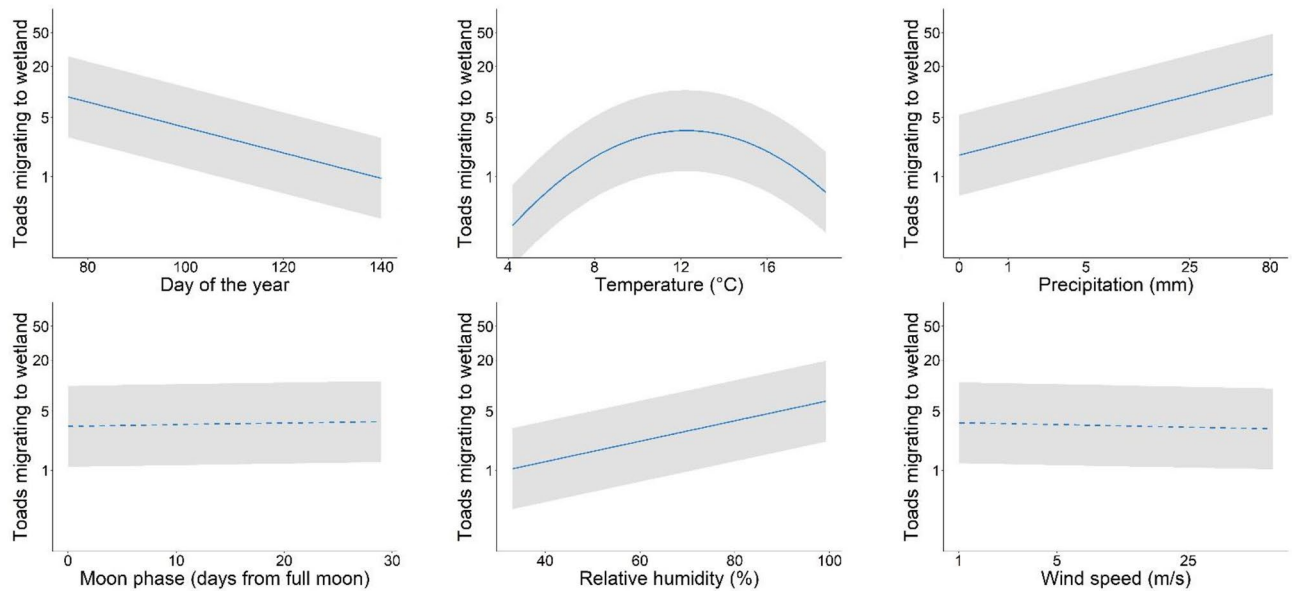 Toads migrating to wetland
50
20
5
1
80 100 120 140
Day of the year
Toads migrating to wetland
50
20
5
1
4 8 12 16
Temperature (°C)
Toads migrating to wetland
50
20
5
1
0 1 5 25 80
Precipitation (mm)
Toads migrating to wetland
50
20
5
1
0 10 20 30
Moon phase (days from full moon)
Toads migrating to wetland
50
20
5
1
40 60 80 100
Relative humidity (%)
Toads migrating to wetland
50
20
5
1
1 5 25
Wind speed (m/s)